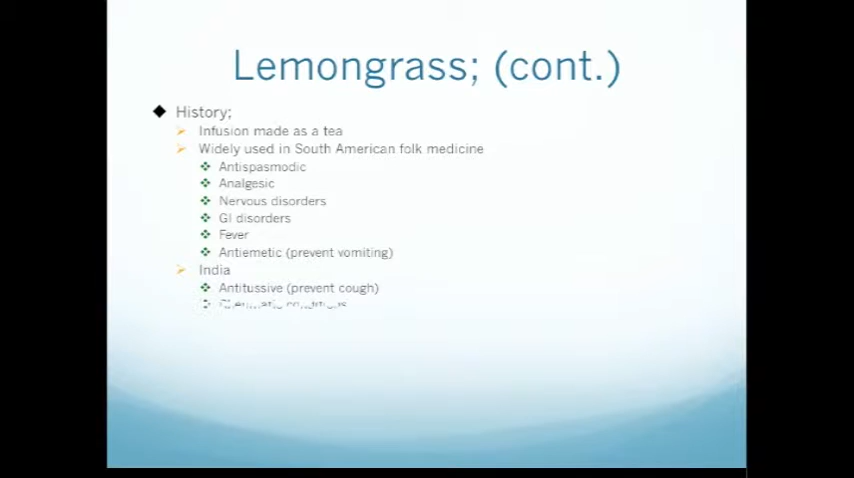 Lemongrass; (cont.)
History;
Infusion made as a tea
Widely used in South American folk medicine
Antispasmodic
Analgesic
Nervous disorders
GI disorders
Fever
Antiemetic (prevent vomiting)
India
Antitussive (prevent cough)